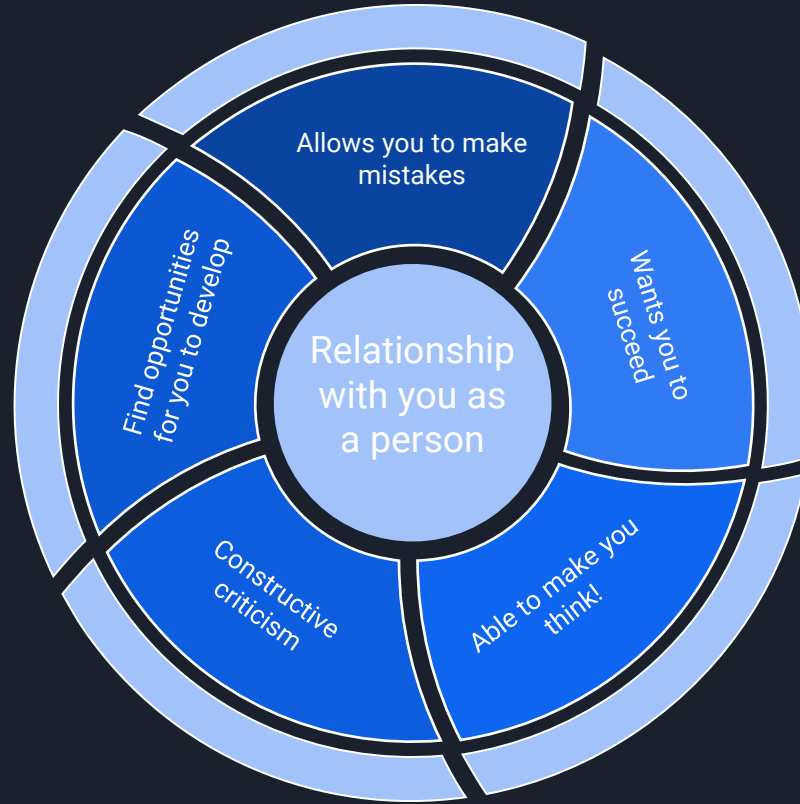 Allows you to make
mistakes
Wants you to
succeed
Able to make you
think!
Constructive
criticism
Find opportunities
for you to develop
Relationship
with you as
a person